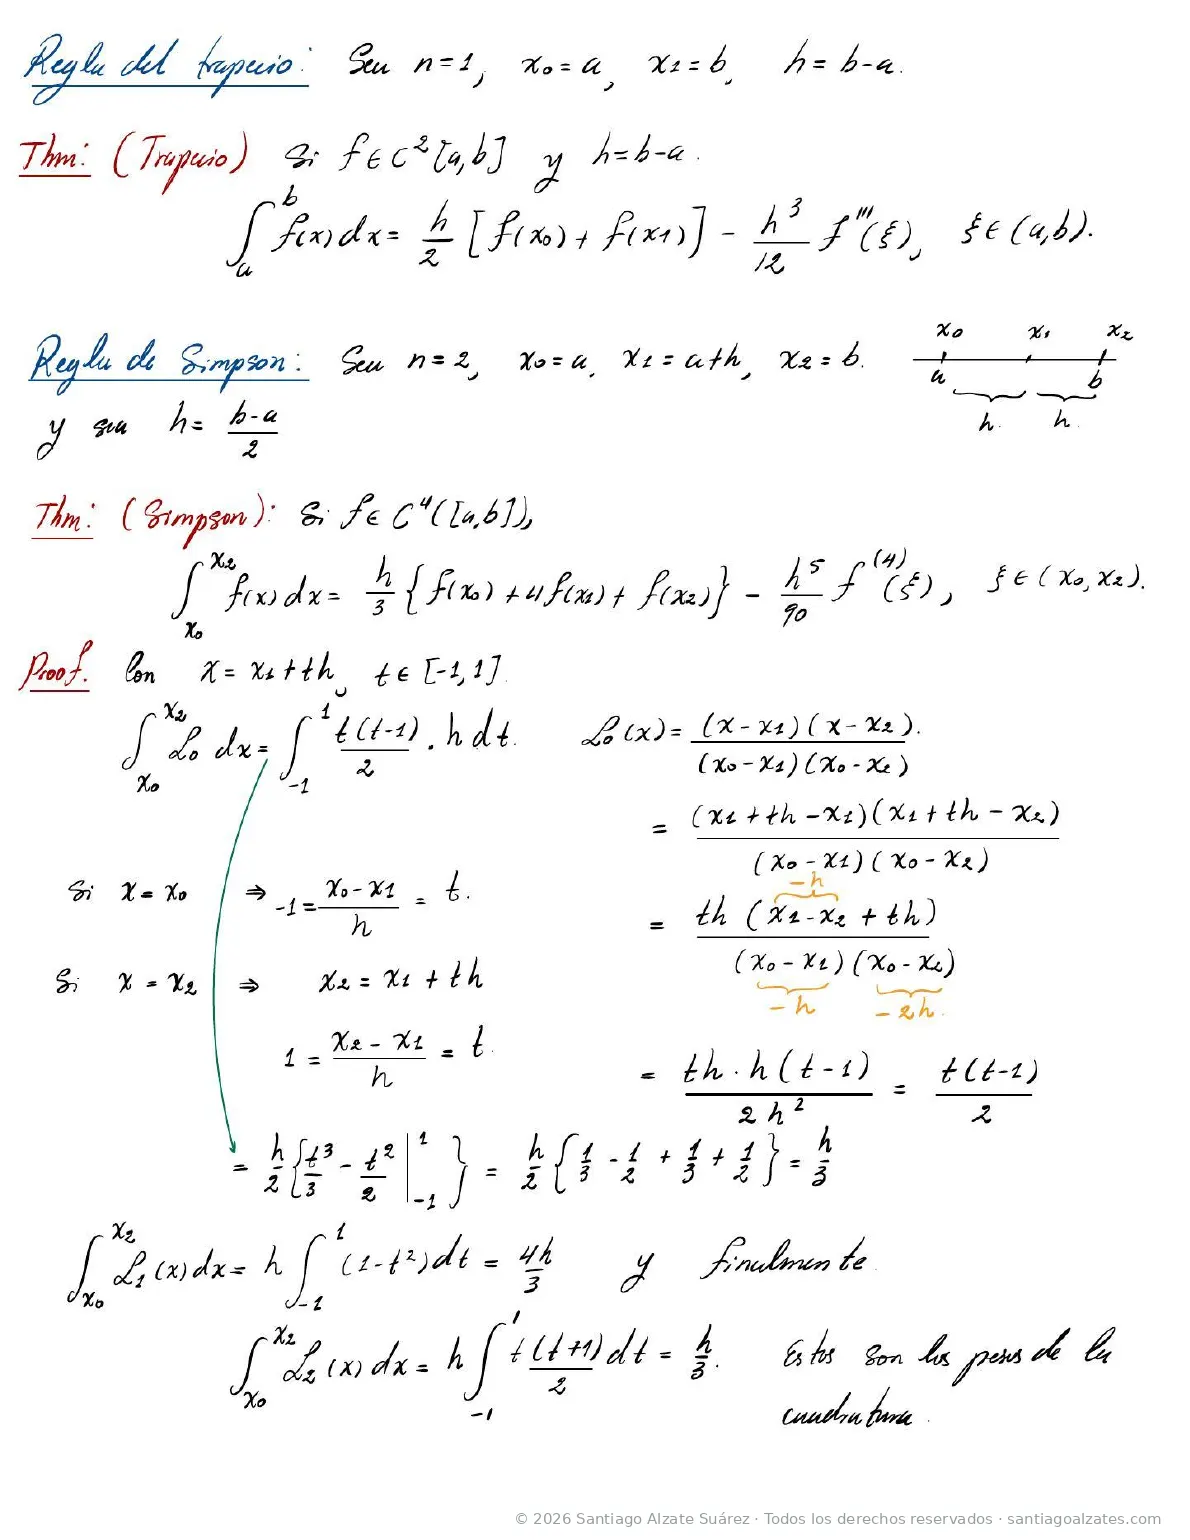 Regla del trapecio: Sea n=1, x₀=a, x₁=b, h=b-a.
Thm: (Trapecio) Si f∈C²[a,b] y h=b-a.
∫_a^b f(x)dx = h/2 [f(x₀)+f(x₁)] - h³/12 f'''(ξ), ξ∈(a,b).
x₀ x₁ x₂
Regla de Simpson: Sea n=2, x₀=a, x₁=a+h, x₂=b.
a b
y sea h= (b-a)/2
h h
Thm: (Simpson): Si f∈C⁴([a,b]),
∫_{x₀}^{x₂} f(x)dx = h/3 {f(x₀)+4f(x₁)+f(x₂)} - h⁵/90 f⁽⁴⁾(ξ), ξ∈(x₀,x₂).
Proof. Con x=x₁+th, t∈[-1,1].
∫_{x₀}^{x₂} ℒ₀ dx = ∫_{-1}^{1} t(t-1)/2 · h dt. ℒ₀(x) = (x-x₁)(x-x₂)/(x₀-x₁)(x₀-x₂).
= (x₁+th-x₁)(x₁+th-x₂)/(x₀-x₁)(x₀-x₂)
Si x=x₀ ⇒ -1 = (x₀-x₁)/h = t.
-h
= th(x₁-x₂+th)/(x₀-x₁)(x₀-x₂)
-h -2h.
Si x=x₂ ⇒ x₂=x₁+th
1 = (x₂-x₁)/h = t.
= th·h(t-1)/2h² = t(t-1)/2
= h/2 {t³/3 - t²/2 |_{-1}^{1}} = h/2 {1/3 - 1/2 + 1/3 + 1/2} = h/3
∫_{x₀}^{x₂} ℒ₁(x)dx = h ∫_{-1}^{1} (1-t²)dt = 4h/3 y finalmente
∫_{x₀}^{x₂} ℒ₂(x)dx = h ∫_{-1}^{1} t(t+1)/2 dt = h/3. Estos son los pesos de la
cuadratura.
© 2026 Santiago Alzate Suárez · Todos los derechos reservados · santiagoalzates.com